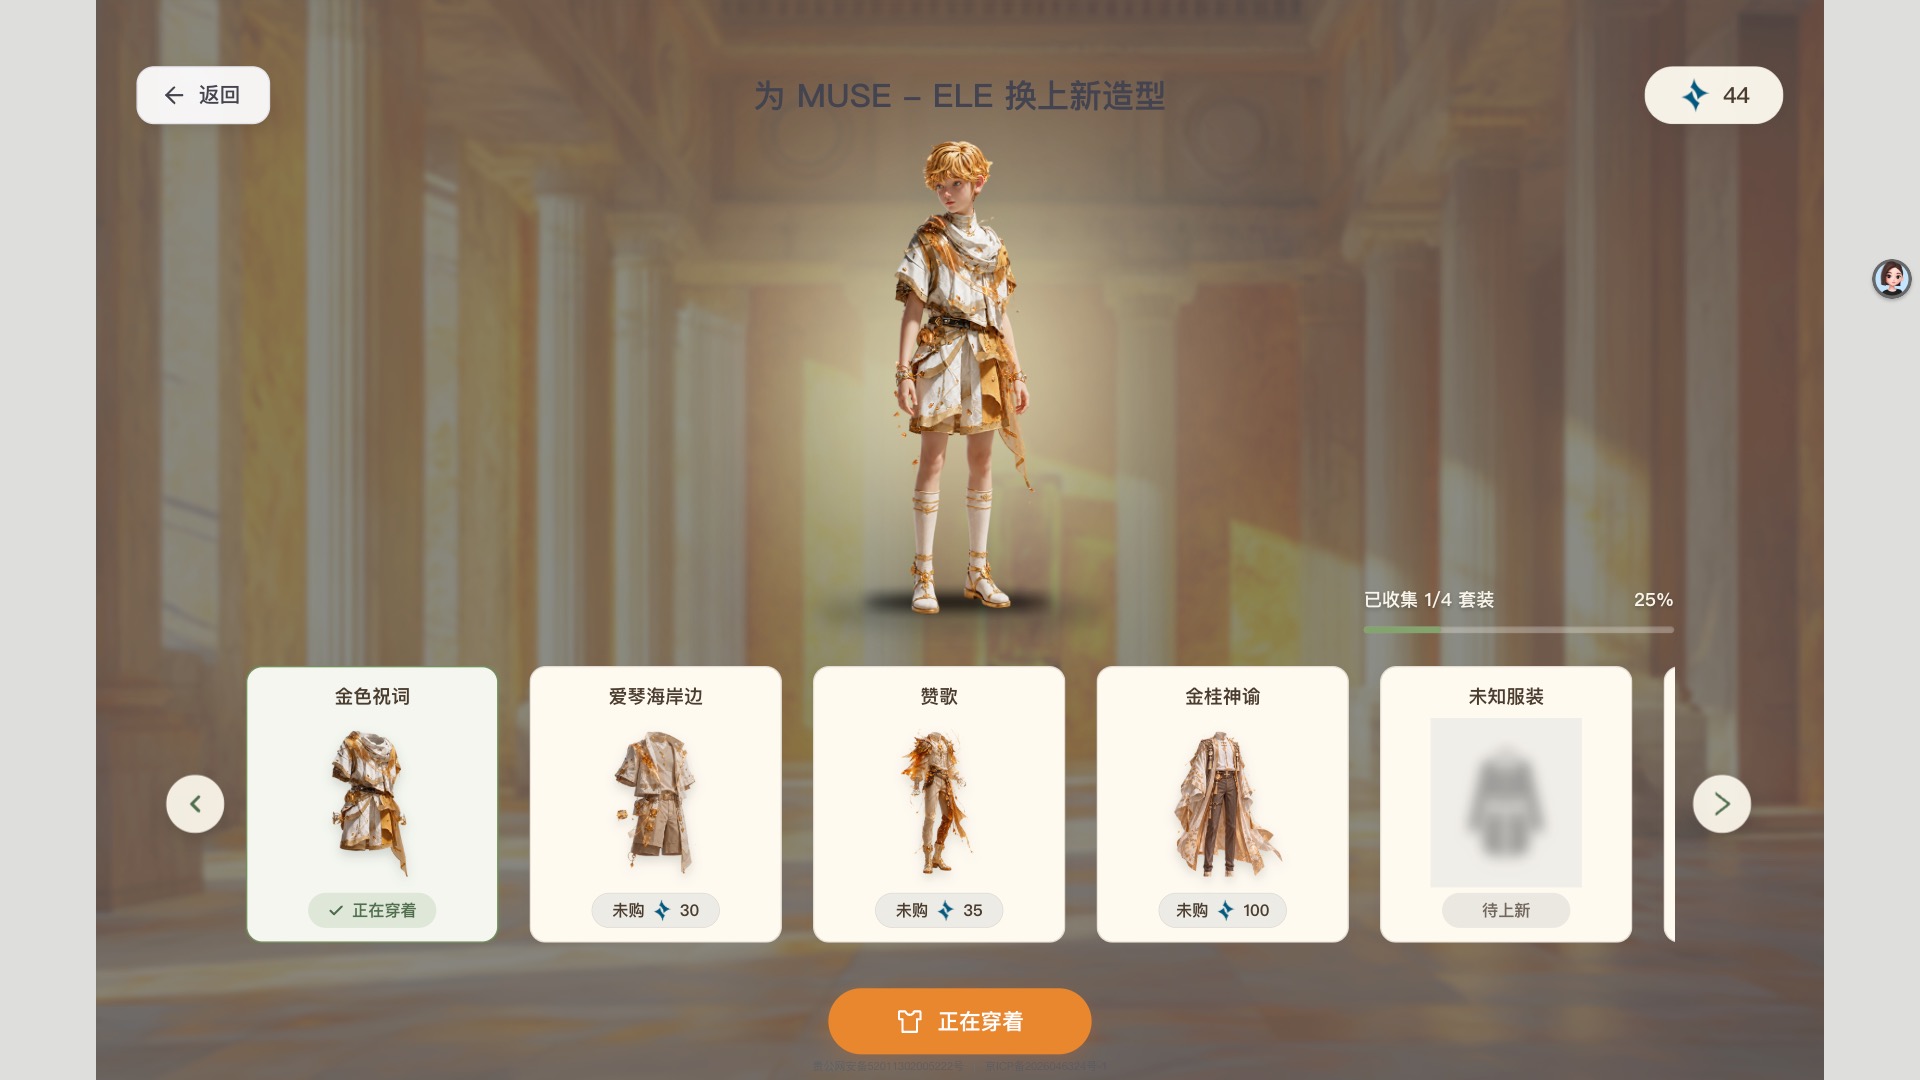 返回
为 MUSE – ELE 换上新造型
44
已收集 1/4 套装
25%
金色祝词
爱琴海岸边
赞歌
金桂神谕
未知服装
正在穿着
未购 30
未购 35
未购 100
待上新
正在穿着